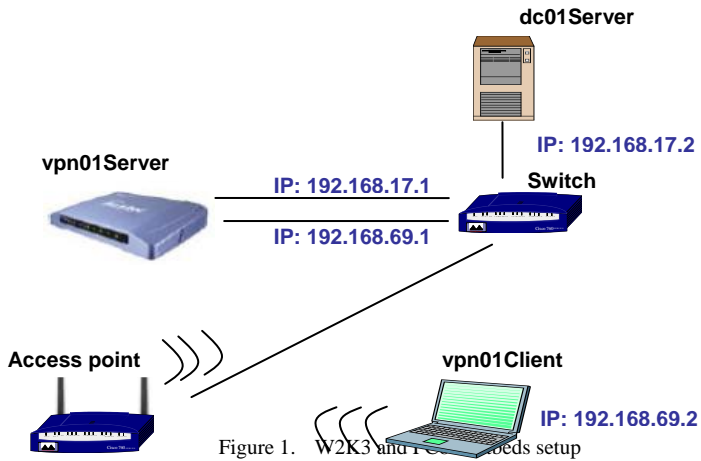 dc01Server
IP: 192.168.17.2
vpn01Server
IP: 192.168.17.1
Switch
IP: 192.168.69.1
Access point
vpn01Client
IP: 192.168.69.2
Figure 1. W2K3 and setup